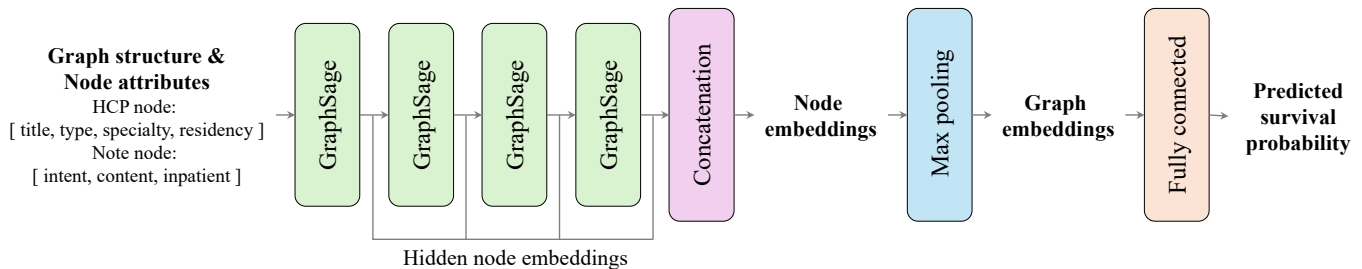 Graph structure &
Node attributes
HCP node:
[ title, type, specialty, residency ]
Note node:
[ intent, content, inpatient ]
GraphSage
GraphSage
GraphSage
GraphSage
Concatenation
Node
embeddings
Max pooling
Graph
embeddings
Fully connected
Predicted
survival
probability
Hidden node embeddings